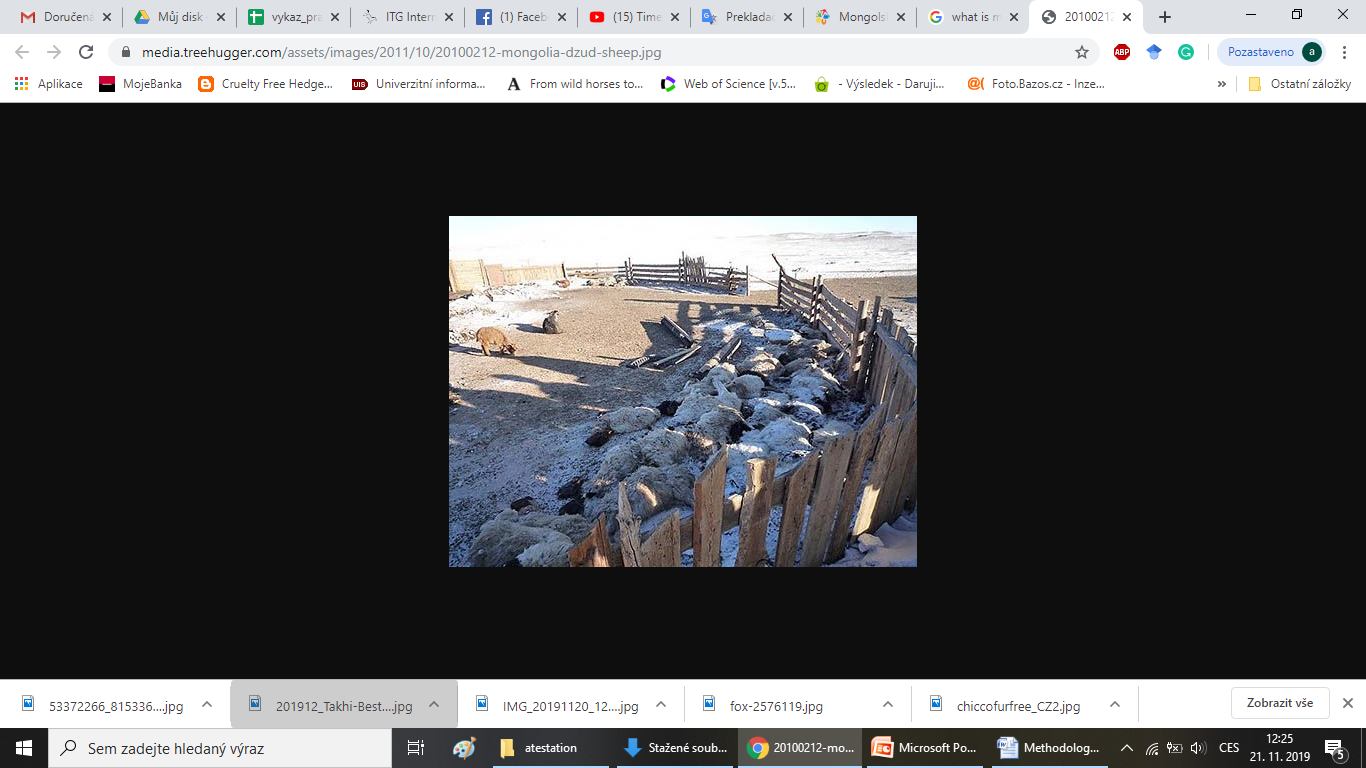 Doručená
Můj disk
vykaz_pra
ITG Intern
(1) Faceb
(15) Time
Prekladač
Mongols
what is m
20100212
media.treehugger.com/assets/images/2011/10/20100212-mongolia-dzud-sheep.jpg
ABP
Pozastaveno
a
Aplikace
MojeBanka
Cruelty Free Hedge...
UIS
Univerzitní informa...
A
From wild horses to...
Web of Science [v.5...
- Výsledek - Daruji...
@(
Foto.Bazos.cz - Inze...
»
Ostatní záložky
53372266_815336....jpg
201912_Takhi-Best....jpg
IMG_20191120_12....jpg
fox-2576119.jpg
chiccofurfree_CZ2.jpg
Zobrazit vše
Sem zadejte hledaný výraz
atestation
Stažené soub...
20100212-mo...
Microsoft Po...
Methodolog...
CES
12:25
21. 11. 2019
5